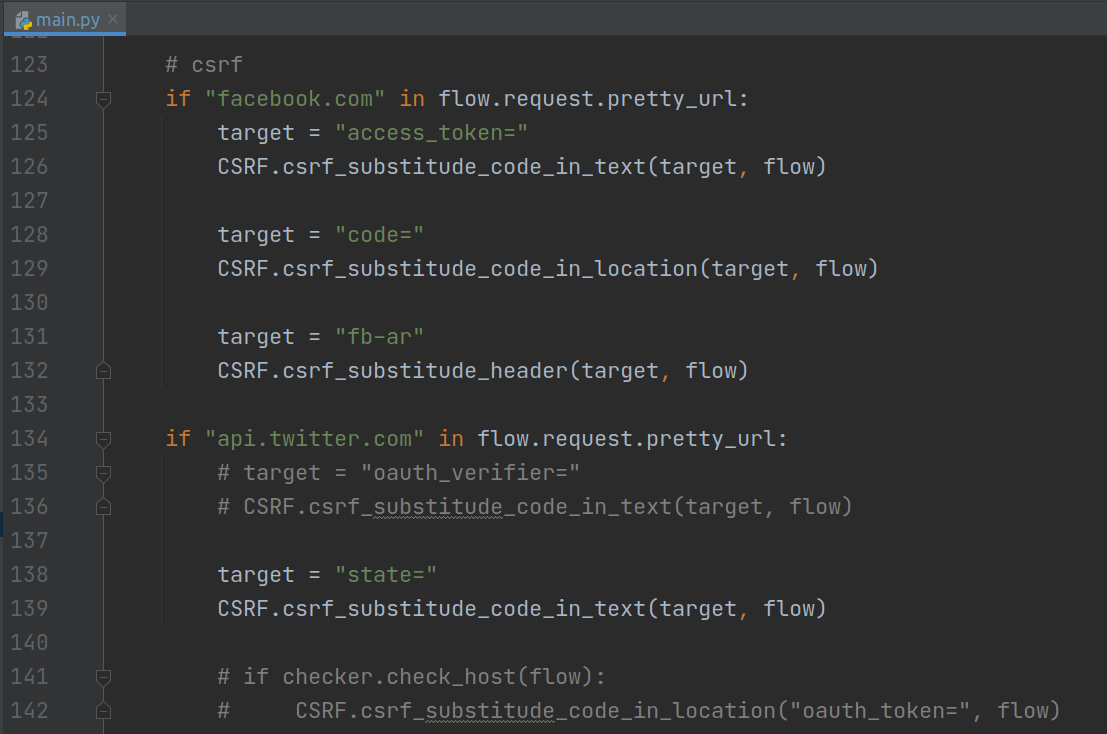 main.py
123 # csrf
124 if "facebook.com" in flow.request.pretty_url:
125 target = "access_token="
126 CSRF.csrf_substitude_code_in_text(target, flow)
127
128 target = "code="
129 CSRF.csrf_substitude_code_in_location(target, flow)
130
131 target = "fb-ar"
132 CSRF.csrf_substitude_header(target, flow)
133
134 if "api.twitter.com" in flow.request.pretty_url:
135 # target = "oauth_verifier="
136 # CSRF.csrf_substitude_code_in_text(target, flow)
137
138 target = "state="
139 CSRF.csrf_substitude_code_in_text(target, flow)
140
141 # if checker.check_host(flow):
142 #     CSRF.csrf_substitude_code_in_location("oauth_token=", flow)